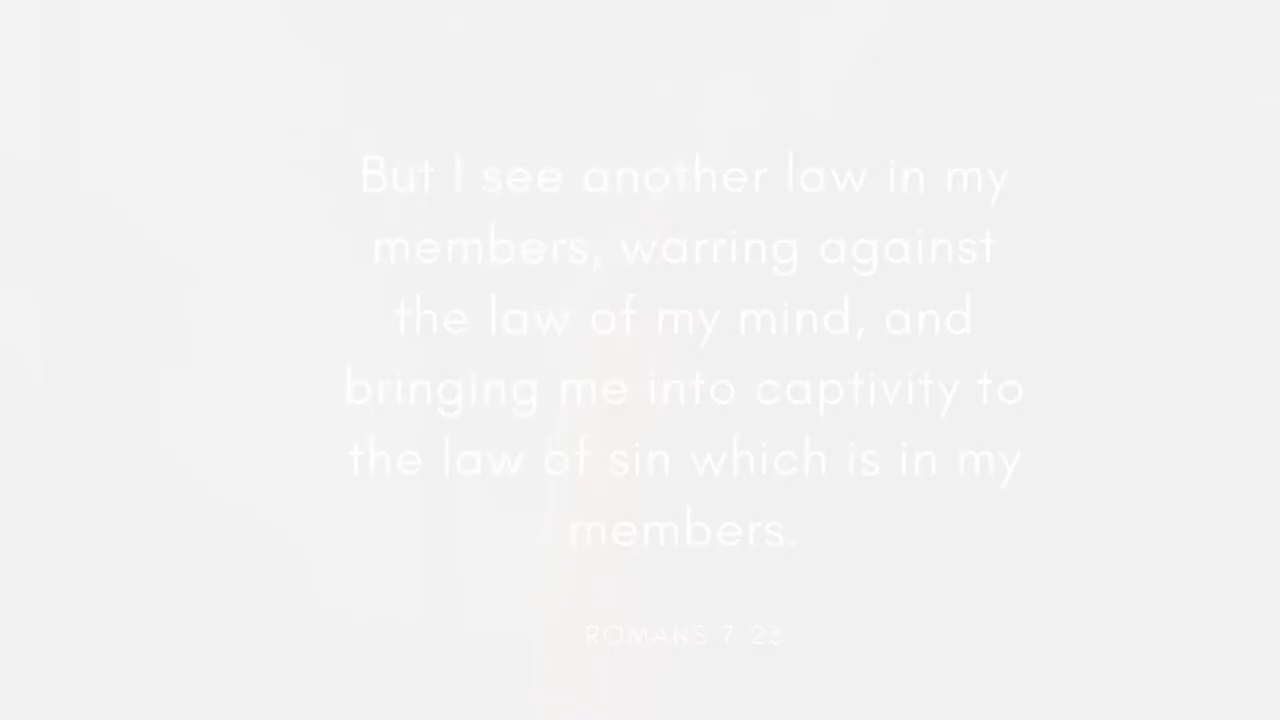 But I see another law in my
members, warring against
the law of my mind, and
bringing me into captivity to
the law of sin which is in my
members.
ROMANS 7:23